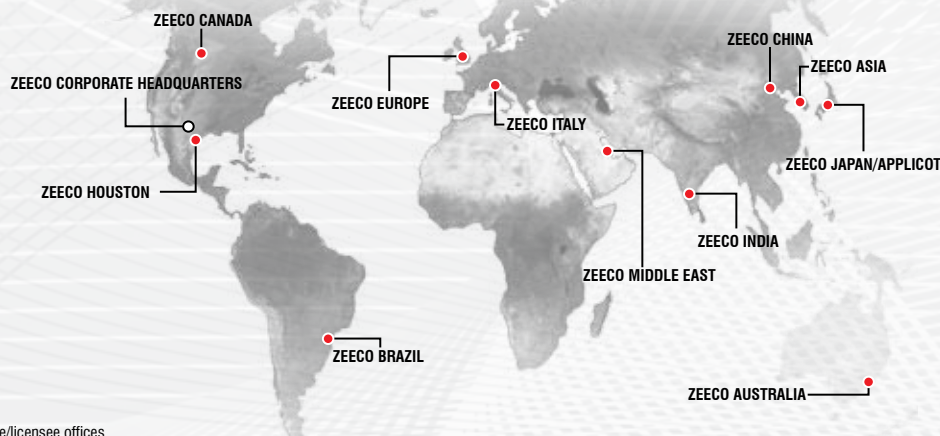 ZEECO CANADA
ZEECO CORPORATE HEADQUARTERS
ZEECO HOUSTON
ZEECO EUROPE
ZEECO ITALY
ZEECO CHINA
ZEECO ASIA
ZEECO JAPAN/APPLICOT
ZEECO INDIA
ZEECO MIDDLE EAST
ZEECO BRAZIL
ZEECO AUSTRALIA
e/licensee offices